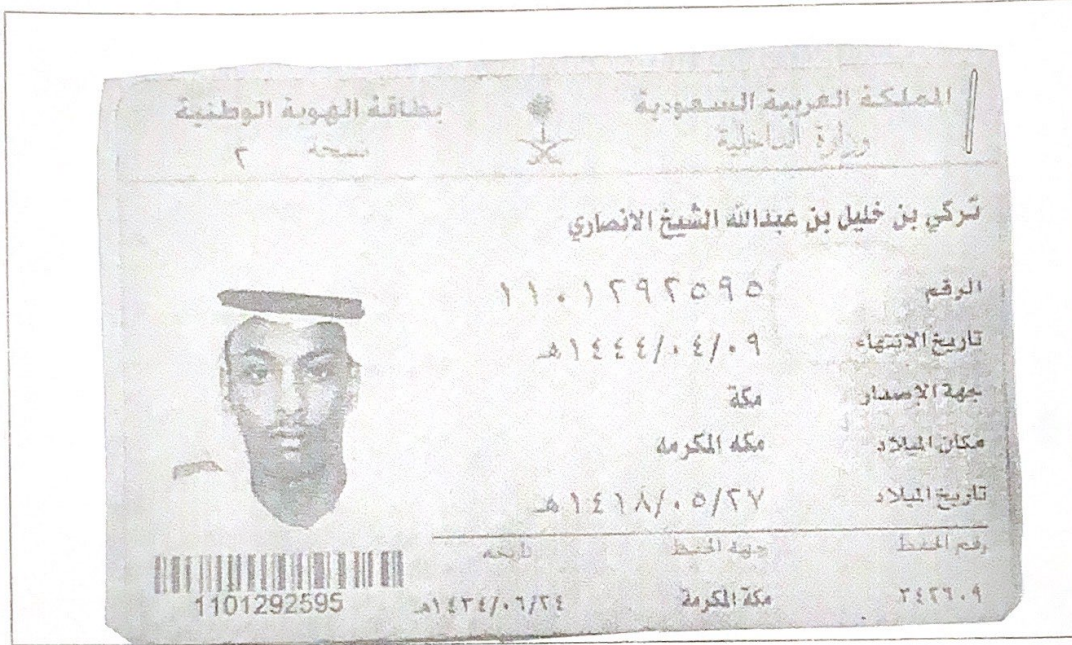 المملكة العربية السعودية
وزارة الداخلية
بطاقة الهوية الوطنية
نسخة ٢
تركي بن خليل بن عبدالله الشيخ الانصاري
الرقم ١١٠١٢٩٢٥٩٥
تاريخ الانتهاء ١٤٤٤/٠٤/٠٩هـ
جهة الإصدار مكة
مكان الميلاد مكه المكرمه
تاريخ الميلاد ١٤١٨/٠٥/٢٧هـ
رقم الحفظ جهة الحفظ تاريخه
٣٤٢٦٠٩ مكة المكرمة ١٤٣٤/٠٦/٢٤هـ
1101292595